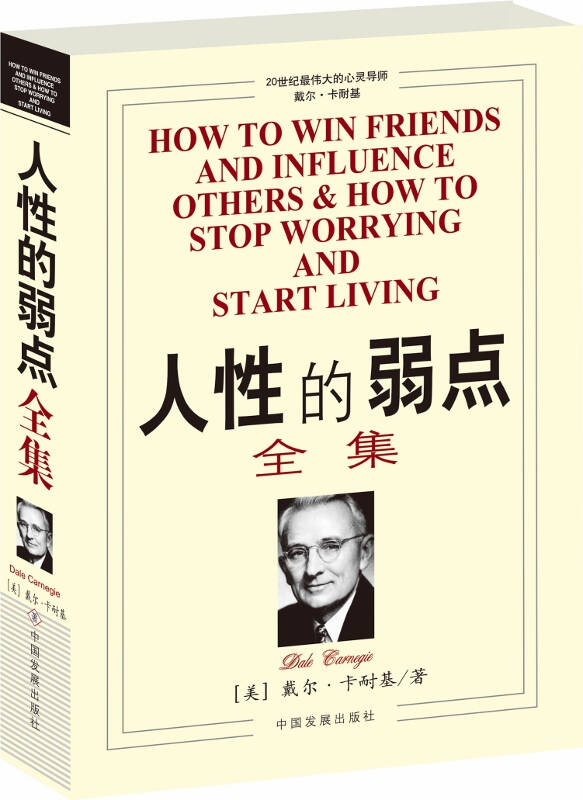 HOW TO WIN FRIENDS
AND INFLUENCE
OTHERS & HOW TO
STOP WORRYING
AND
START LIVING
人性的弱点
全集
Dale Carnegie
[美] 戴尔·卡耐基
著
中国发展出版社
20世纪最伟大的心灵导师
戴尔·卡耐基
HOW TO WIN FRIENDS
AND INFLUENCE
OTHERS & HOW TO
STOP WORRYING
AND
START LIVING
人性的弱点
全集
Dale Carnegie
[美] 戴尔·卡耐基/著
中国发展出版社